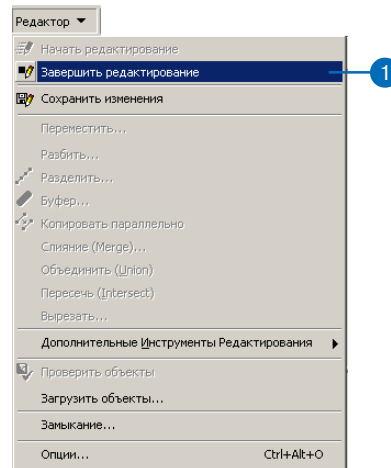 Редактор
Начать редактирование
Завершить редактирование
1
Сохранить изменения
Переместить...
Разбить...
Разделить...
Буфер...
Копировать параллельно
Слияние (Merge)...
Объединить (Union)
Пересечь (Intersect)
Вырезать...
Дополнительные Инструменты Редактирования
Проверить объекты
Загрузить объекты...
Замыкание...
Опции... Ctrl+Alt+O